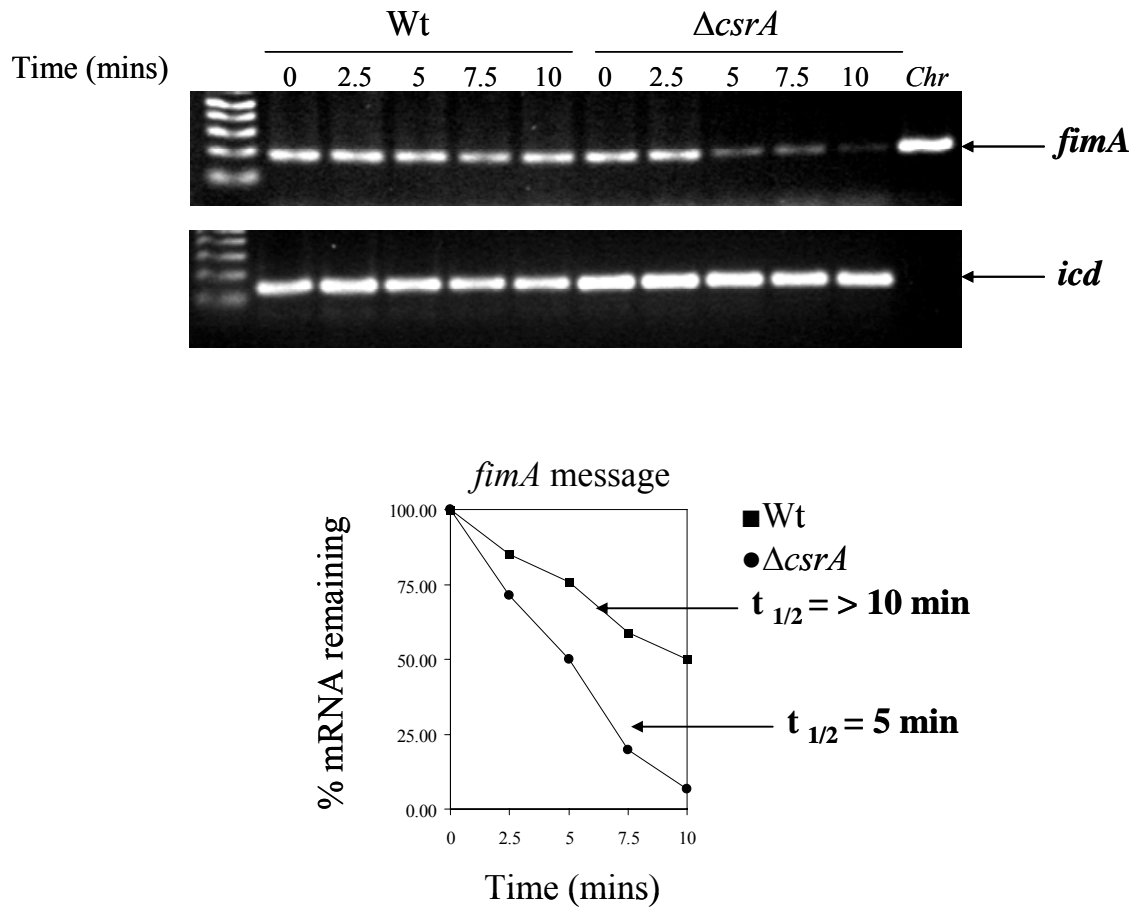 Wt ΔcsrA
Time (mins) 0 2.5 5 7.5 10 0 2.5 5 7.5 10 Chr
fimA
icd
fimA message
100.00
75.00
50.00
25.00
0.00
% mRNA remaining
0 2.5 5 7.5 10
Time (mins)
Wt
ΔcsrA
t 1/2 = > 10 min
t 1/2 = 5 min